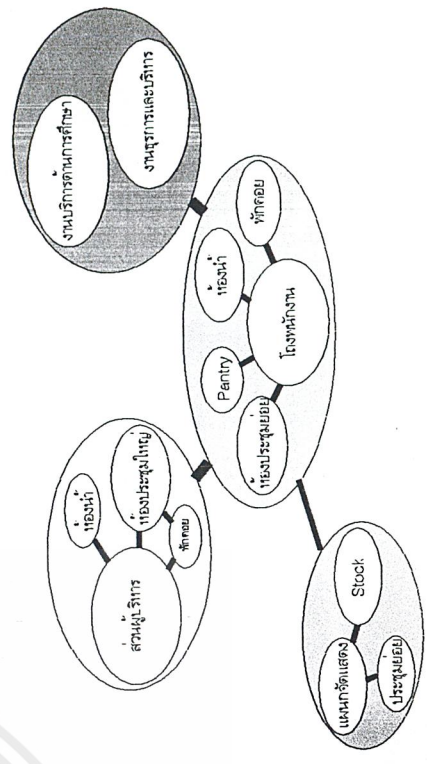 งานบริการด้านการศึกษา
งานธุรการและบริหาร
ห้องน้ำ
ห้องประชุมใหญ่
พักคอย
ส่วนผู้บริหาร
พักคอย
ห้องน้ำ
Pantry
ห้องประชุมย่อย
โถงพนักงาน
Stock
แผนกจัดแสดง
ประชุมย่อย